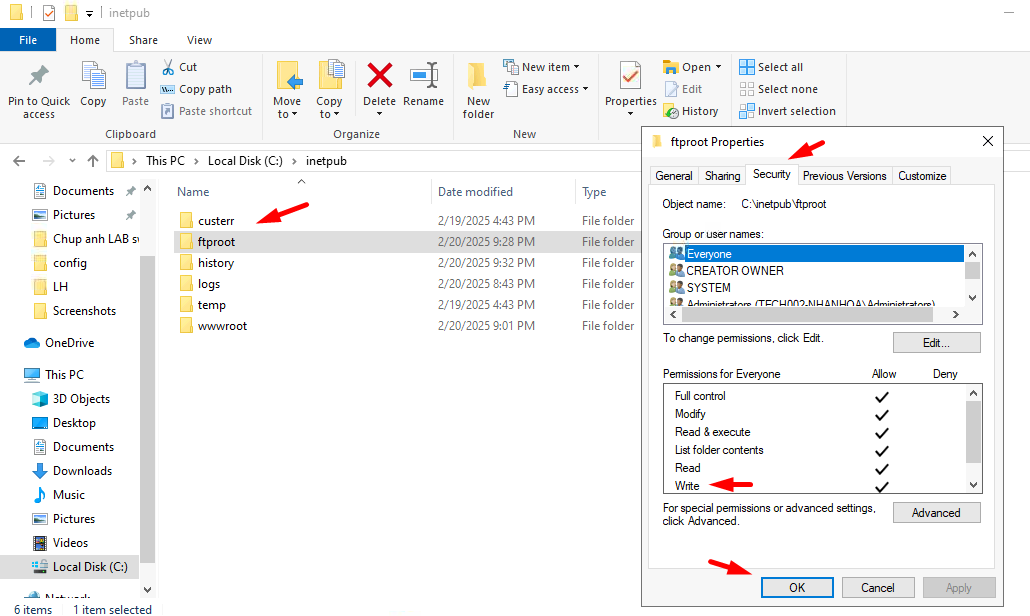 inetpub
File Home Share View
Pin to Quick access
Copy
Paste
Cut
Copy path
Paste shortcut
Clipboard
Move to
Copy to
Delete
Rename
Organize
New folder
New item
Easy access
New
Properties
Open
Edit
History
Select all
Select none
Invert selection
This PC Local Disk (C:) inetpub
Documents
Pictures
Chup anh LAB sv
config
LH
Screenshots
OneDrive
This PC
3D Objects
Desktop
Documents
Downloads
Music
Pictures
Videos
Local Disk (C:)
Network
Name Date modified Type
custerr 2/19/2025 4:43 PM File folder
ftproot 2/20/2025 9:28 PM File folder
history 2/20/2025 9:32 PM File folder
logs 2/20/2025 8:43 PM File folder
temp 2/19/2025 4:43 PM File folder
wwwroot 2/20/2025 9:01 PM File folder
6 items 1 item selected
ftproot Properties
General Sharing Security Previous Versions Customize
Object name: C:\inetpub\ftproot
Group or user names:
Everyone
CREATOR OWNER
SYSTEM
Administrators (TECH002-NHANHOA\Administrators)
To change permissions, click Edit.
Edit...
Permissions for Everyone Allow Deny
Full control
Modify
Read & execute
List folder contents
Read
Write
For special permissions or advanced settings,
click Advanced.
Advanced
OK Cancel Apply